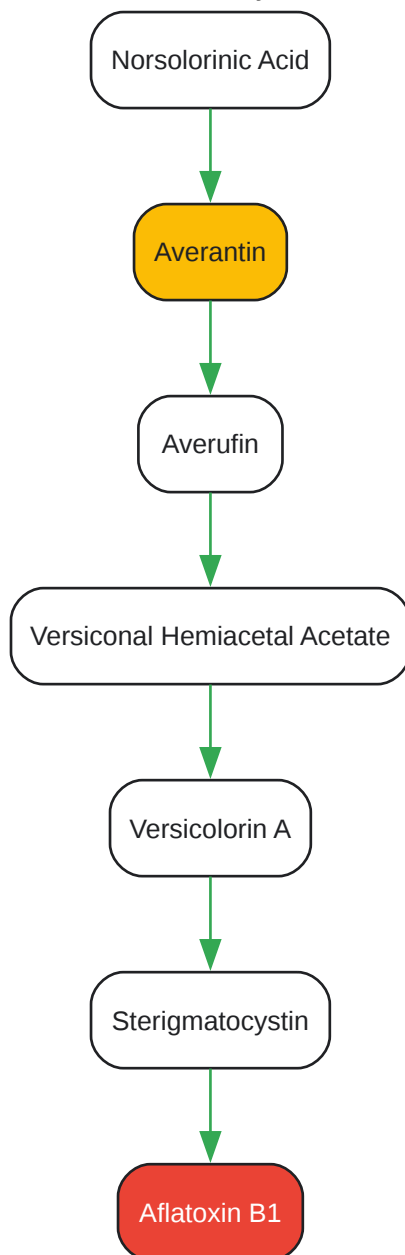 Norsolorinic Acid
Averantin
Averufin
Versiconal Hemiacetal Acetate
Versicolorin A
Sterigmatocystin
Aflatoxin B1